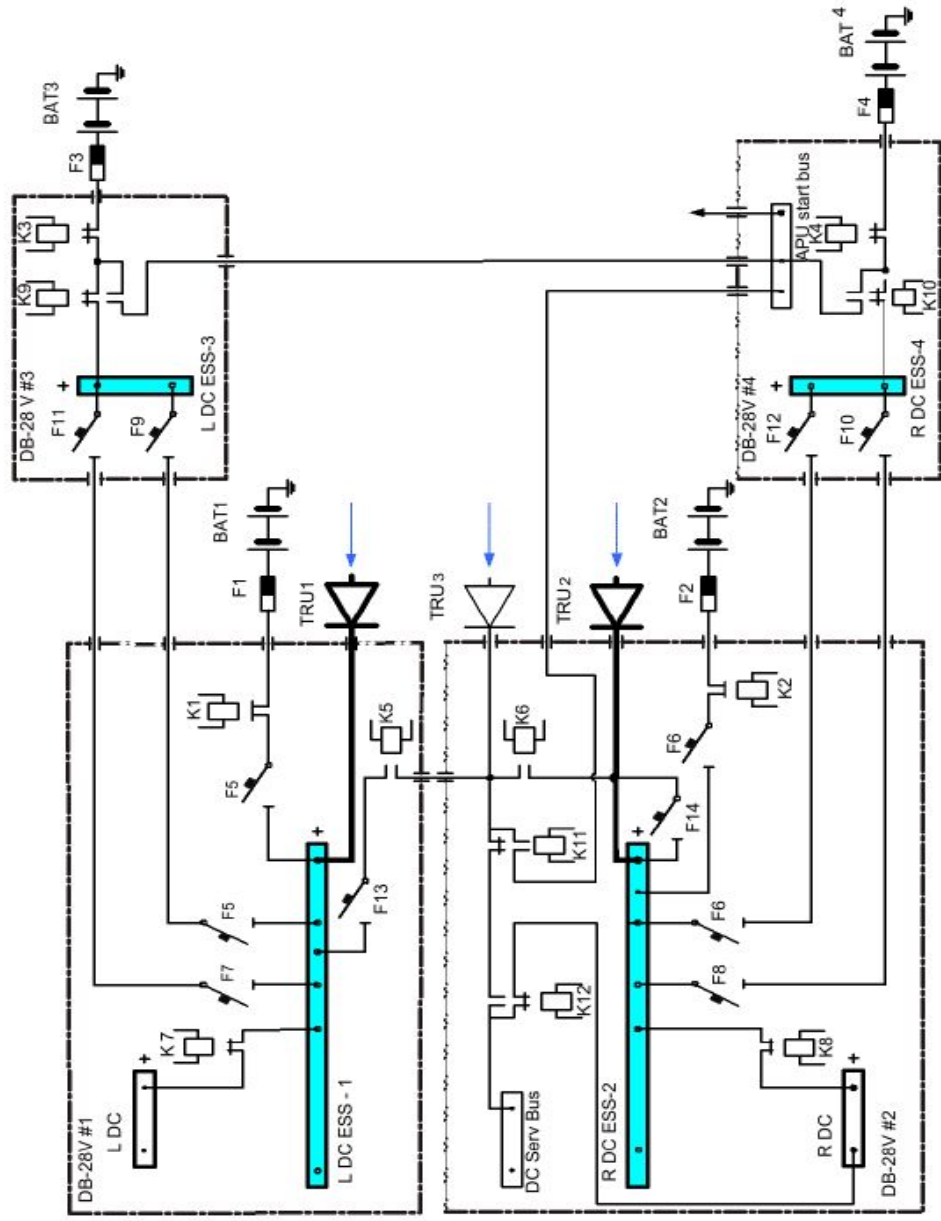 BAT3
F3
K3
K9
L DC ESS-3
+
DB-28 V #3
F11
F9
BAT 4
F4
APU start bus
K4
K10
R DC ESS-4
+
DB-28V #4
F12
F10
BAT1
F1
TRU1
K1
K5
F5
+
F13
F5
F7
K 7
+
L DC
L DC ESS - 1
DB-28V #1
TRU3
TRU2
BAT2
F2
K2
K6
F6
F14
+
K11
K12
F6
F8
K8
+
DC Serv Bus
R DC ESS-2
R DC
DB-28V #2